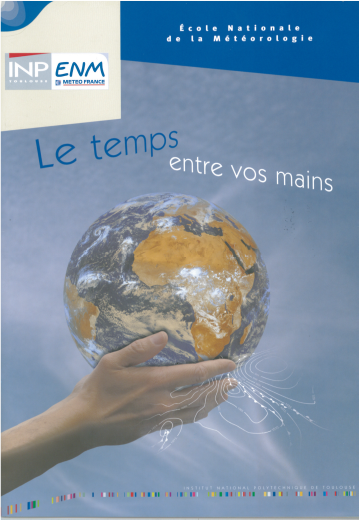 École Nationale
de la Météorologie
INP ENM
TOULOUSE METEO FRANCE
Le temps
entre vos mains
INSTITUT NATIONAL POLYTECHNIQUE DE TOULOUSE